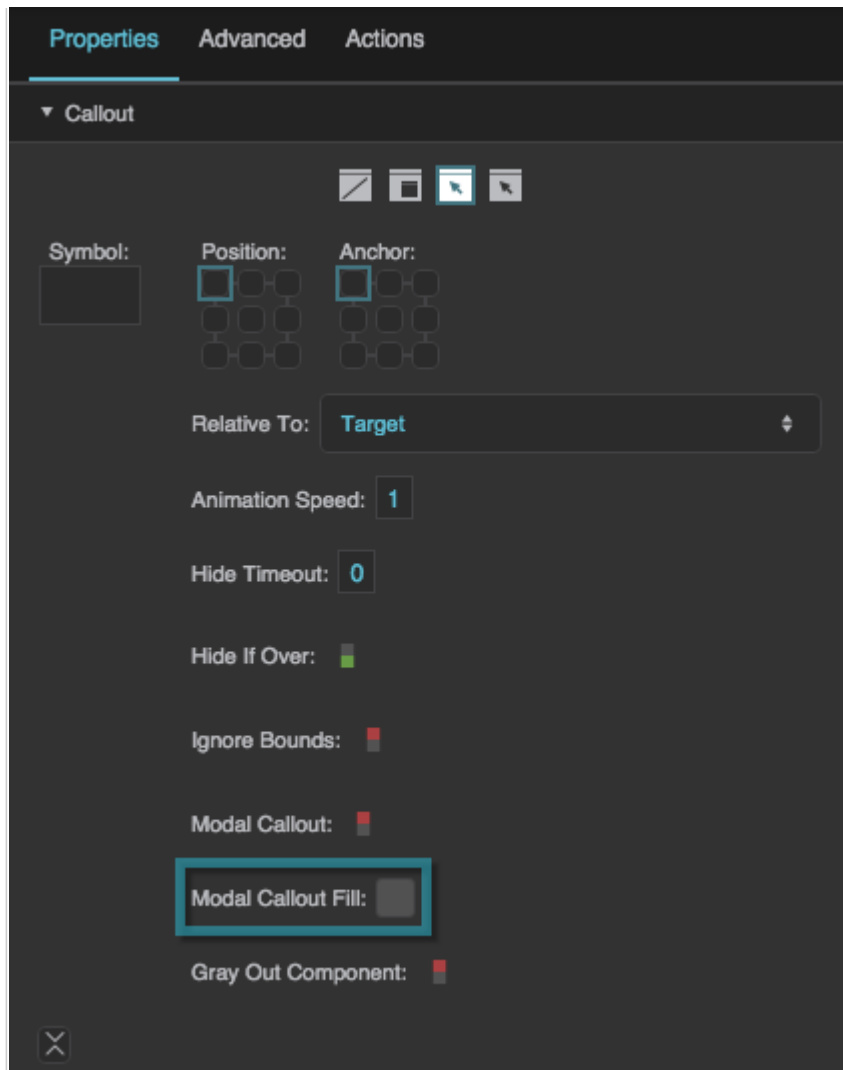 Properties Advanced Actions
Callout
Symbol: Position: Anchor:
Relative To: Target
Animation Speed: 1
Hide Timeout: 0
Hide If Over:
Ignore Bounds:
Modal Callout:
Modal Callout Fill:
Gray Out Component: